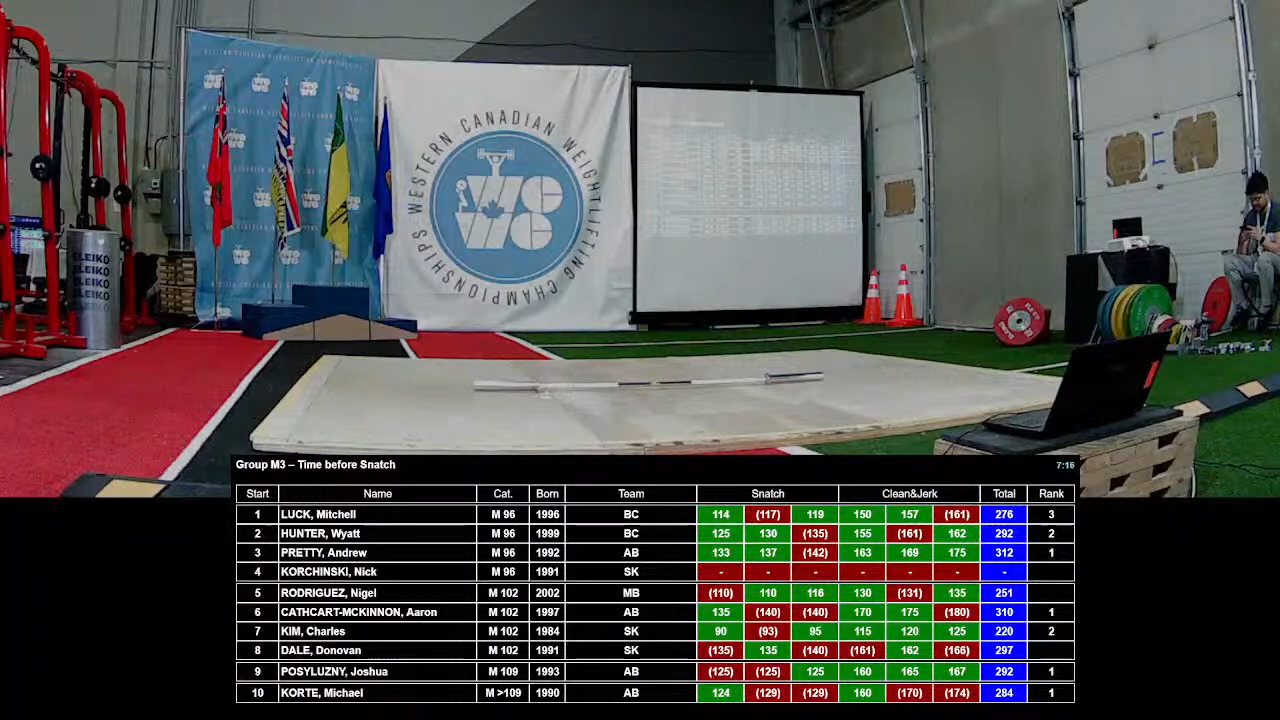 WESTERN CANADIAN WEIGHTLIFTING CHAMPIONSHIPS
WC
WC
ELEIKO
ELEIKO
ELEIKO
ELEIKO
Group M3 – Time before Snatch 7:16
Start Name Cat. Born Team Snatch Clean&Jerk Total Rank
1 LUCK, Mitchell M 96 1996 BC 114 (117) 119 150 157 (161) 276 3
2 HUNTER, Wyatt M 96 1999 BC 125 130 (135) 155 (161) 162 292 2
3 PRETTY, Andrew M 96 1992 AB 133 137 (142) 163 169 175 312 1
4 KORCHINSKI, Nick M 96 1991 SK - - - - - - -
5 RODRIGUEZ, Nigel M 102 2002 MB (110) 110 116 130 (131) 135 251
6 CATHCART-MCKINNON, Aaron M 102 1997 AB 135 (140) (140) 170 175 (180) 310 1
7 KIM, Charles M 102 1984 SK 90 (93) 95 115 120 125 220 2
8 DALE, Donovan M 102 1991 SK (135) 135 (140) (161) 162 (166) 297
9 POSYLUZNY, Joshua M 109 1993 AB (125) (125) 125 160 165 167 292 1
10 KORTE, Michael M >109 1990 AB 124 (129) (129) 160 (170) (174) 284 1